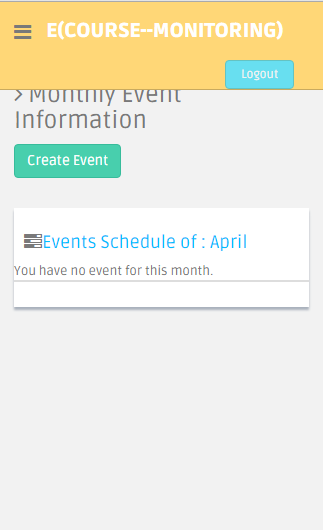 E(COURSE--MONITORING)
Logout
Monthly Event
Information
Create Event
Events Schedule of : April
You have no event for this month.